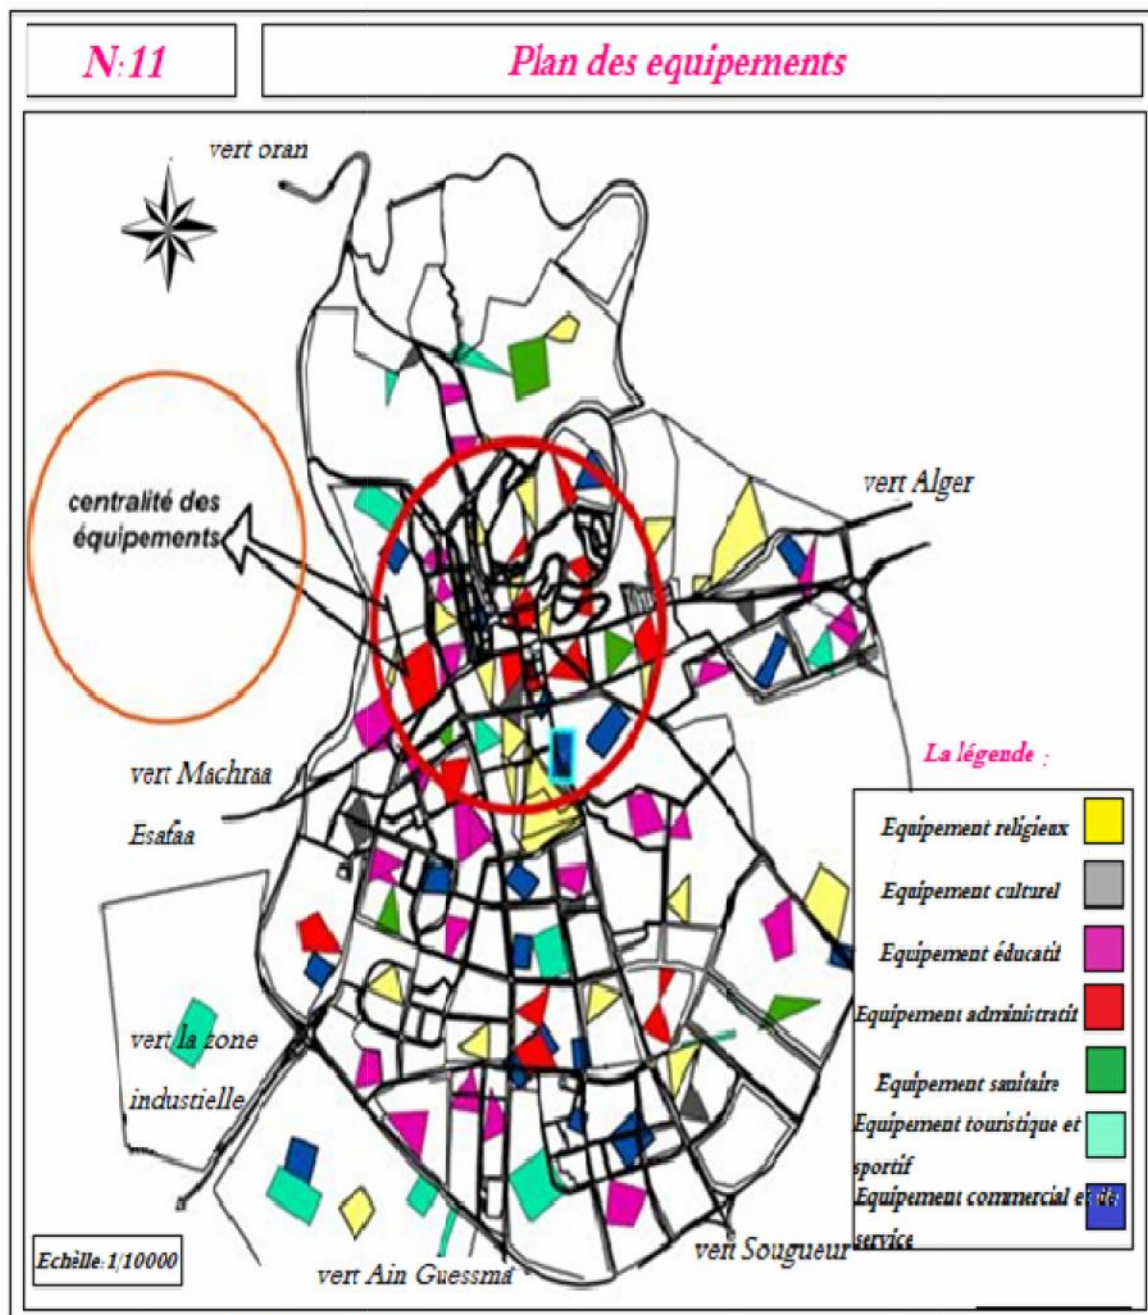 N:11
Plan des equipements
vert oran
centralité des
équipements
vert Alger
vert Machraa
Esafaa
La légende :
Equipement religieux
Equipement culturel
Equipement éducatif
Equipement administratif
Equipement sanitaire
Equipement touristique et
sportif
Equipement commercial et de
service
vert la zone
industielle
Echèlle:1/10000
vert Ain Guessma
vert Sougueur